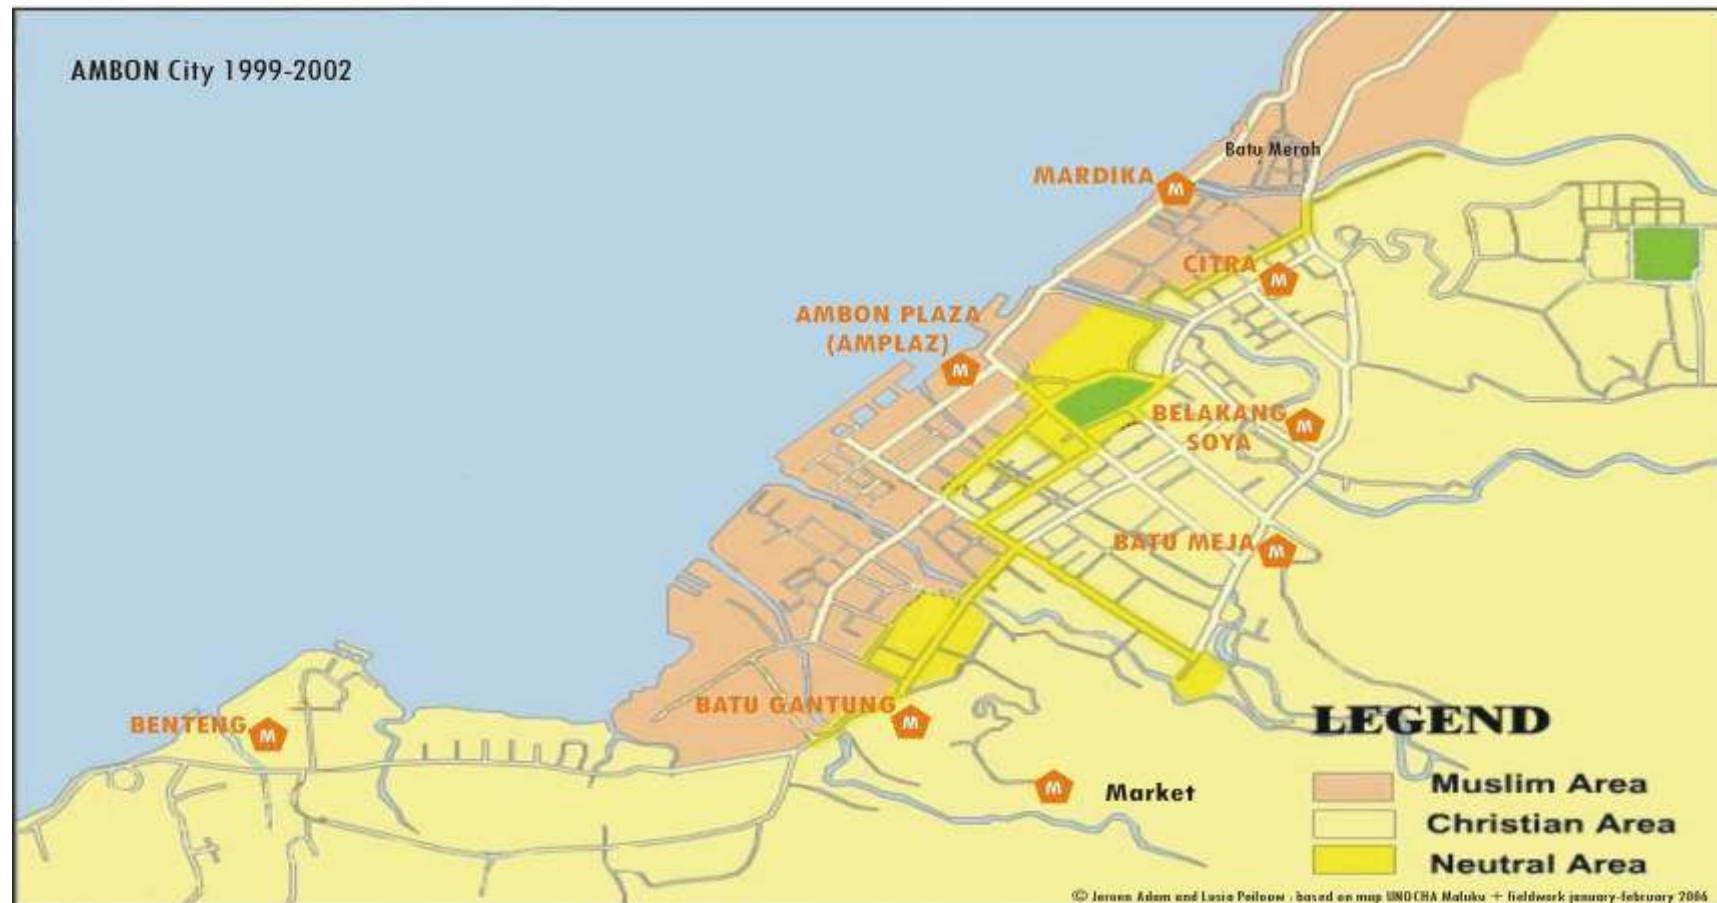 AMBON City 1999-2002
Batu Merah
MARDIKA
M
CITRA
M
AMBON PLAZA
(AMPLAZ)
M
BELAKANG
SOYA
M
BATU MEJA
M
BATU GANTUNG
M
BENTENG
M
M
Market
LEGEND
Muslim Area
Christian Area
Neutral Area
© Jeroen Adam and Lusia Peilouw , based on map UNOCHA Maluku + fieldwork january-february 2006